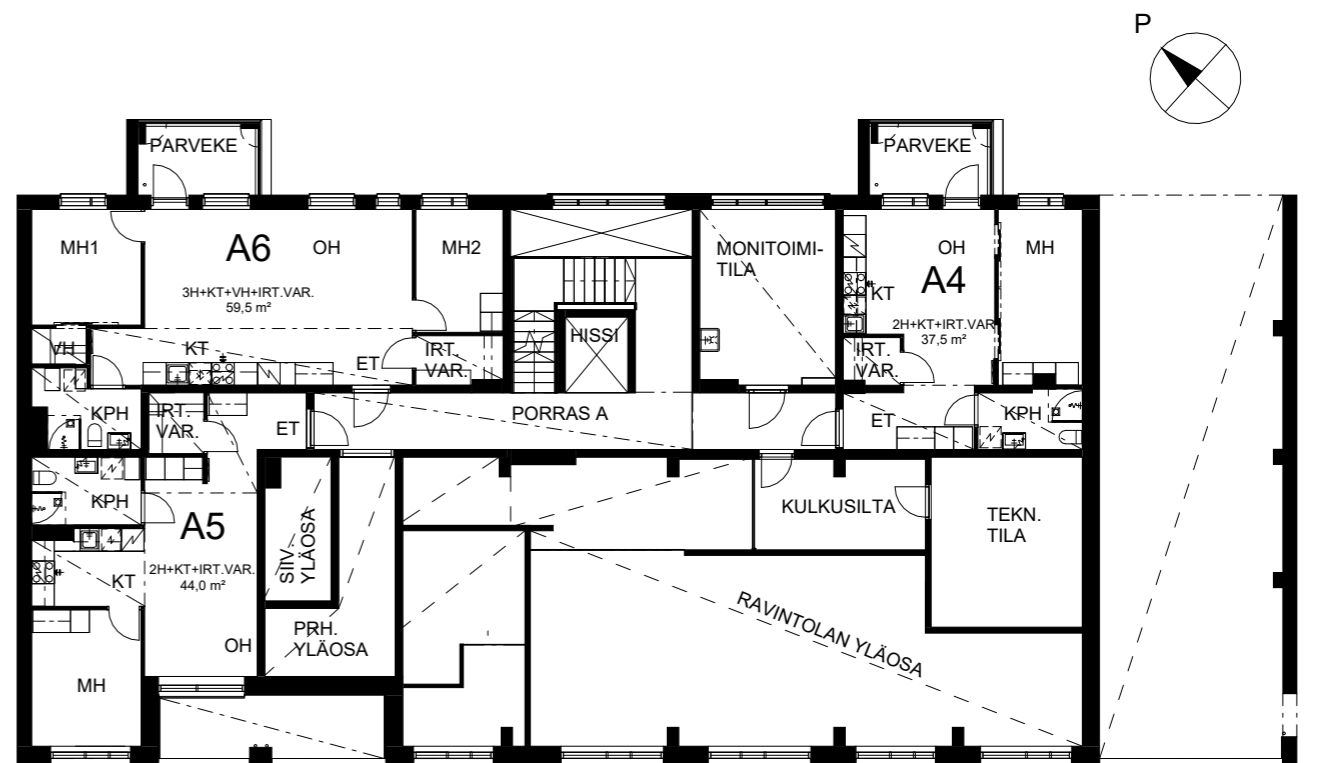 P
PARVEKE
PARVEKE
MH1
A6
OH
MH2
3H+KT+VH+IRT.VAR.
59,5 m²
VH
KT
ET
IRT.
VAR.
HISSI
MONITOIMI-
TILA
OH
MH
A4
KT
2H+KT+IRT.VAR
37,5 m²
IRT.
VAR.
KPH
IRT.
VAR.
ET
PORRAS A
ET
KPH
KPH
A5
2H+KT+IRT.VAR.
44,0 m²
KT
OH
MH
SIIV.
YLÄOSA
PRH.
YLÄOSA
KULKUSILTA
TEKN.
TILA
RAVINTOLAN YLÄOSA